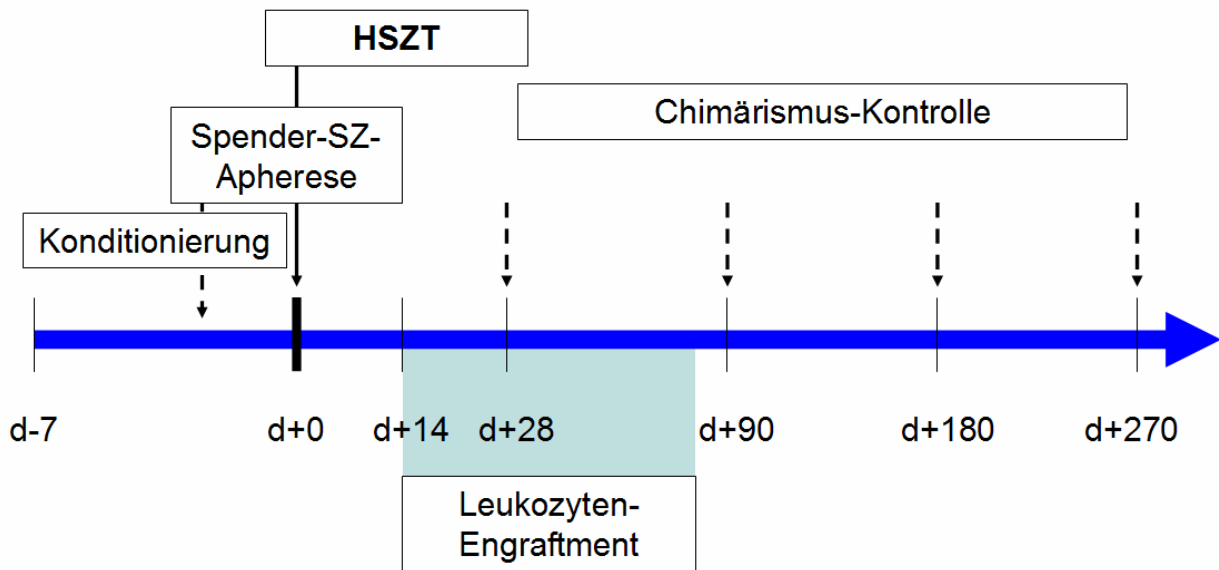 HSZT
Chimärismus-Kontrolle
Spender-SZ-
Apherese
Konditionierung
d-7
d+0
d+14
d+28
d+90
d+180
d+270
Leukozyten-
Engraftment